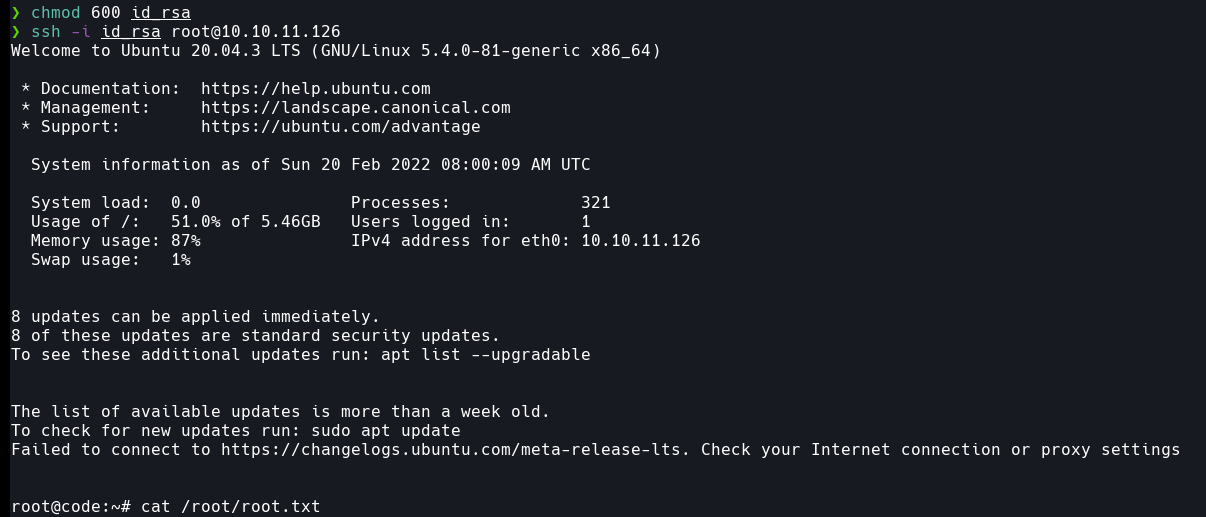 ❯ chmod 600 id_rsa
❯ ssh -i id_rsa root@10.10.11.126
Welcome to Ubuntu 20.04.3 LTS (GNU/Linux 5.4.0-81-generic x86_64)
* Documentation:  https://help.ubuntu.com
* Management:     https://landscape.canonical.com
* Support:        https://ubuntu.com/advantage
System information as of Sun 20 Feb 2022 08:00:09 AM UTC
System load:  0.0               Processes:             321
Usage of /:   51.0% of 5.46GB   Users logged in:       1
Memory usage: 87%               IPv4 address for eth0: 10.10.11.126
Swap usage:   1%
8 updates can be applied immediately.
8 of these updates are standard security updates.
To see these additional updates run: apt list --upgradable
The list of available updates is more than a week old.
To check for new updates run: sudo apt update
Failed to connect to https://changelogs.ubuntu.com/meta-release-lts. Check your Internet connection or proxy settings
root@code:~# cat /root/root.txt